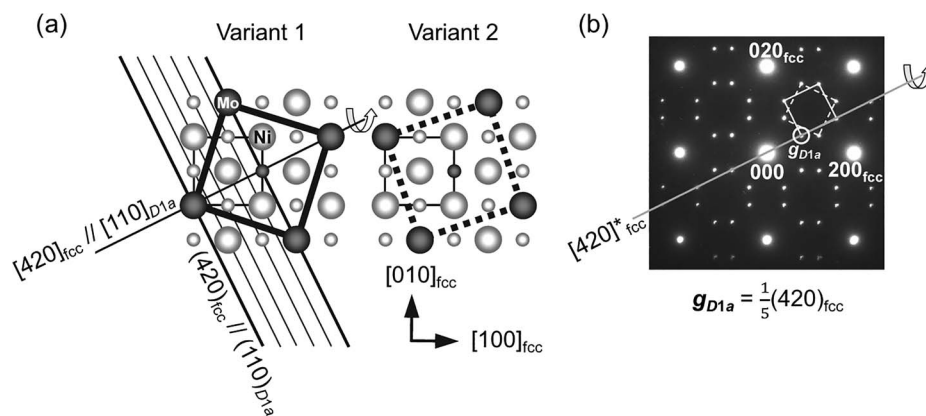 (a)
Variant 1
Variant 2
Mo
Ni
[420]fcc // [110]D1a
(420)fcc // (110)D1a
[010]fcc
[100]fcc
(b)
020fcc
gD1a
000
200fcc
[420]*fcc
gD1a = 1/5(420)fcc